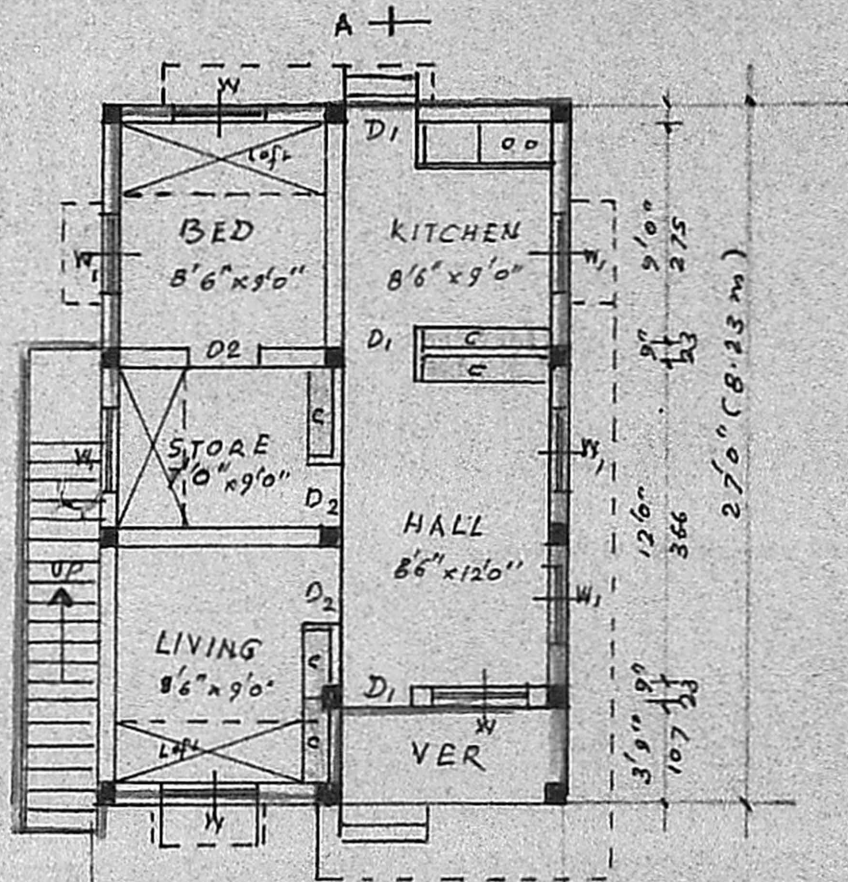 A
W
Loft
D1
BED
8'6" x 9'0"
KITCHEN
8'6" x 9'0"
W1
W1
9'0"
275
D2
D1
C
C
9"
23
27'0" (8.23 m)
C
STORE
7'0" x 9'0"
W1
W1
D2
HALL
8'6" x 12'0"
12'0"
366
UP
D2
W1
LIVING
8'6" x 9'0"
C
D1
W
9"
23
Loft
C
VER
3'9"
107
W